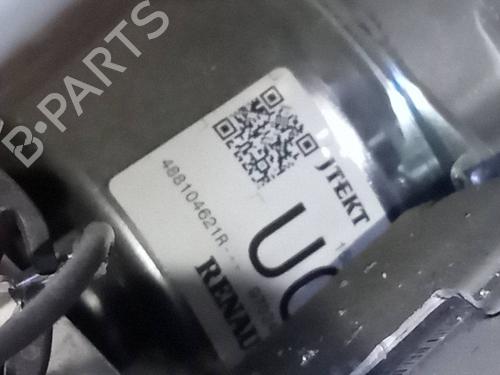 B-PARTS
JTEKT
488104621R--
UC
RENAU